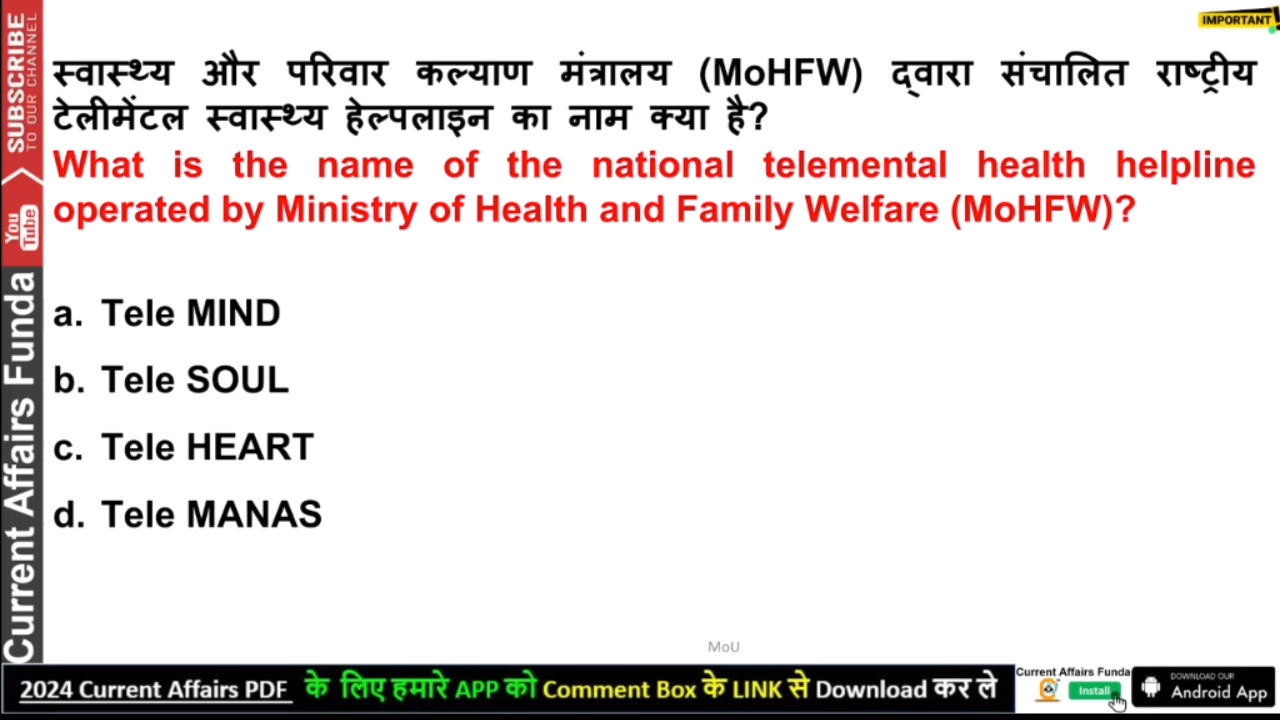 IMPORTANT
स्वास्थ्य और परिवार कल्याण मंत्रालय (MoHFW) द्वारा संचालित राष्ट्रीय
टेलीमेंटल स्वास्थ्य हेल्पलाइन का नाम क्या है?
What is the name of the national telemental health helpline
operated by Ministry of Health and Family Welfare (MoHFW)?
a. Tele MIND
b. Tele SOUL
c. Tele HEART
d. Tele MANAS
MoU
SUBSCRIBE
TO OUR CHANNEL
You
Tube
Current Affairs Funda
2024 Current Affairs PDF के लिए हमारे APP को Comment Box के LINK से Download कर ले
Current Affairs Funda
Install
DOWNLOAD OUR
Android App